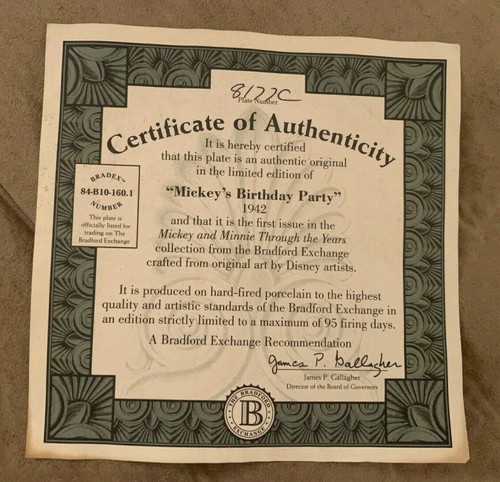 8122C
Plate Number
Certificate of Authenticity
It is hereby certified
that this plate is an authentic original
in the limited edition of
“Mickey's Birthday Party”
1942
and that it is the first issue in the
Mickey and Minnie Through the Years
collection from the Bradford Exchange
crafted from original art by Disney artists.
BRADEX™
84-B10-160.1
NUMBER
This plate is
officially listed for
trading on The
Bradford Exchange
It is produced on hard-fired porcelain to the highest
quality and artistic standards of the Bradford Exchange in
an edition strictly limited to a maximum of 95 firing days.
A Bradford Exchange Recommendation
James P. Gallagher
James P. Gallagher
Director of the Board of Governors
THE BRADFORD
B
EXCHANGE